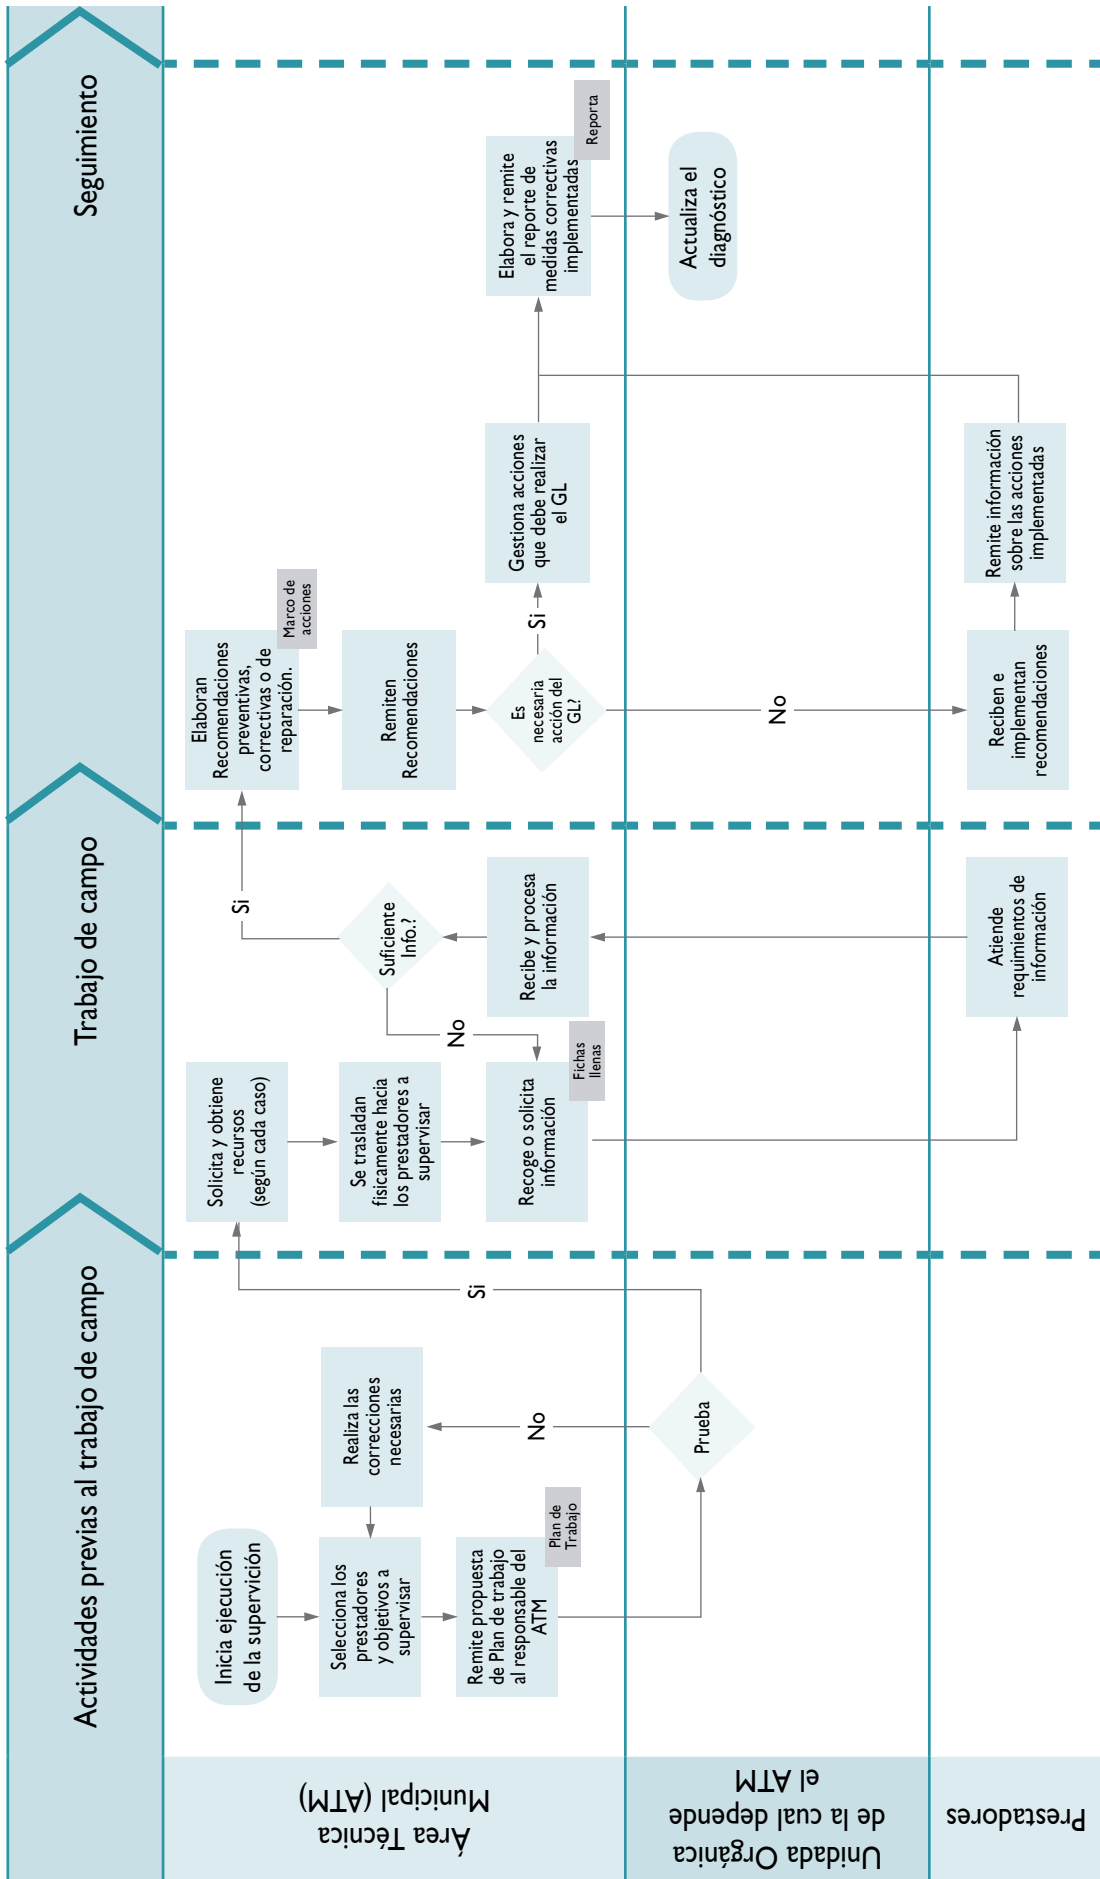 Actividades previas al trabajo de campo
Trabajo de campo
Seguimiento
Área Técnica
Municipal (ATM)
Inicia ejecución
de la supervición
Selecciona los
prestadores
y objetivos a
supervisar
Realiza las
correcciones
necesarias
Remite propuesta
de Plan de trabajo
al responsable del
ATM
Plan de
Trabajo
No
Si
Solicita y obtiene
recursos
(según cada caso)
Se trasladan
fisicamente hacia
los prestadores a
supervisar
Recoge o solicita
información
Fichas
llenas
No
Suficiente
Info.?
Recibe y procesa
la información
Si
Elaboran
Recomendaciones
preventivas,
correctivas o de
reparación.
Marco de
acciones
Remiten
Recomendaciones
Es
necesaria
acción del
GL?
Si
Gestiona acciones
que debe realizar
el GL
Elabora y remite
el reporte de
medidas correctivas
implementadas
Reporta
Unidada Orgánica
de la cual depende
el ATM
Prueba
No
Actualiza el
diagnóstico
Prestadores
Atiende
requimientos de
información
Reciben e
implementan
recomendaciones
Remite información
sobre las acciones
implementadas